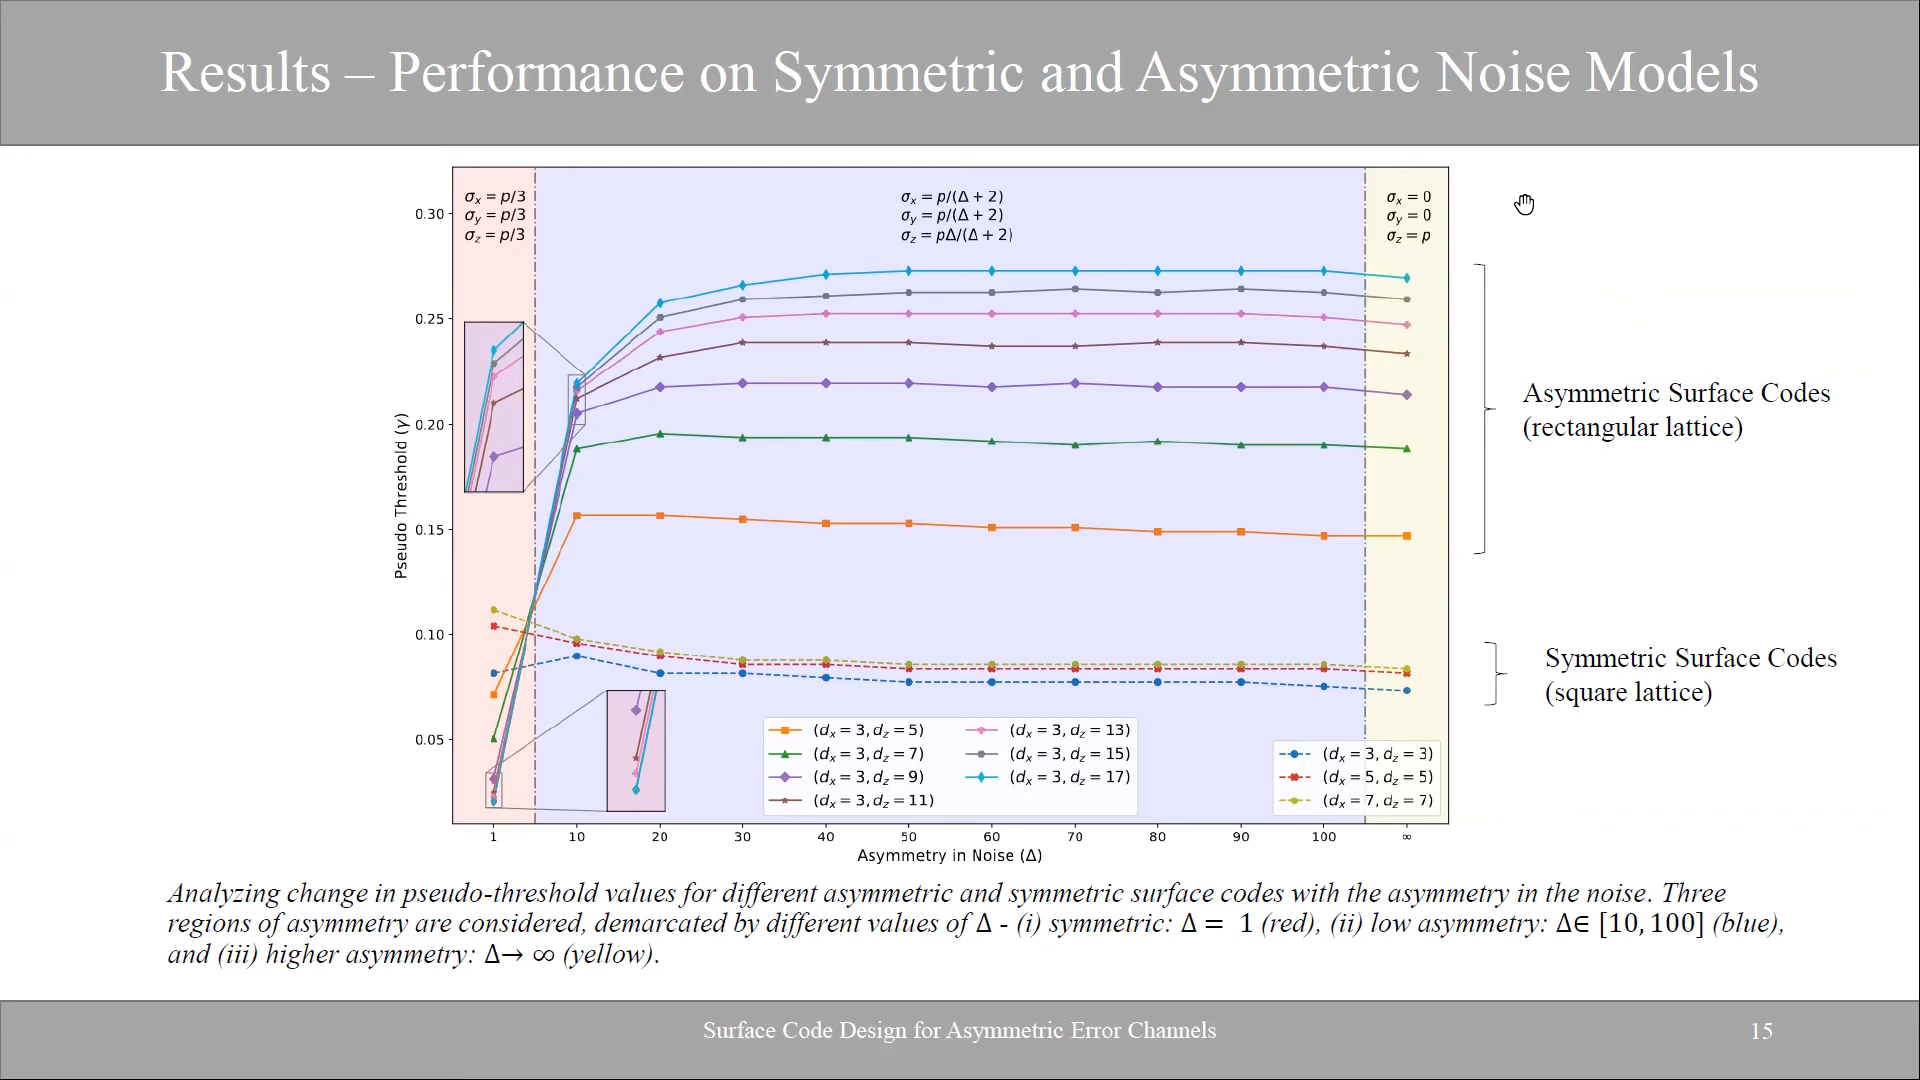 Results – Performance on Symmetric and Asymmetric Noise Models
σx = p/3
σy = p/3
σz = p/3
σx = p/(Δ + 2)
σy = p/(Δ + 2)
σz = pΔ/(Δ + 2)
σx = 0
σy = 0
σz = p
0.30
0.25
0.20
0.15
0.10
0.05
Pseudo Threshold (γ)
Asymmetric Surface Codes
(rectangular lattice)
Symmetric Surface Codes
(square lattice)
(dx = 3, dz = 5)
(dx = 3, dz = 7)
(dx = 3, dz = 9)
(dx = 3, dz = 11)
(dx = 3, dz = 13)
(dx = 3, dz = 15)
(dx = 3, dz = 17)
(dx = 3, dz = 3)
(dx = 5, dz = 5)
(dx = 7, dz = 7)
1 10 20 30 40 50 60 70 80 90 100 ∞
Asymmetry in Noise (Δ)
Analyzing change in pseudo-threshold values for different asymmetric and symmetric surface codes with the asymmetry in the noise. Three
regions of asymmetry are considered, demarcated by different values of Δ - (i) symmetric: Δ = 1 (red), (ii) low asymmetry: Δ∈ [10, 100] (blue),
and (iii) higher asymmetry: Δ→ ∞ (yellow).
Surface Code Design for Asymmetric Error Channels
15